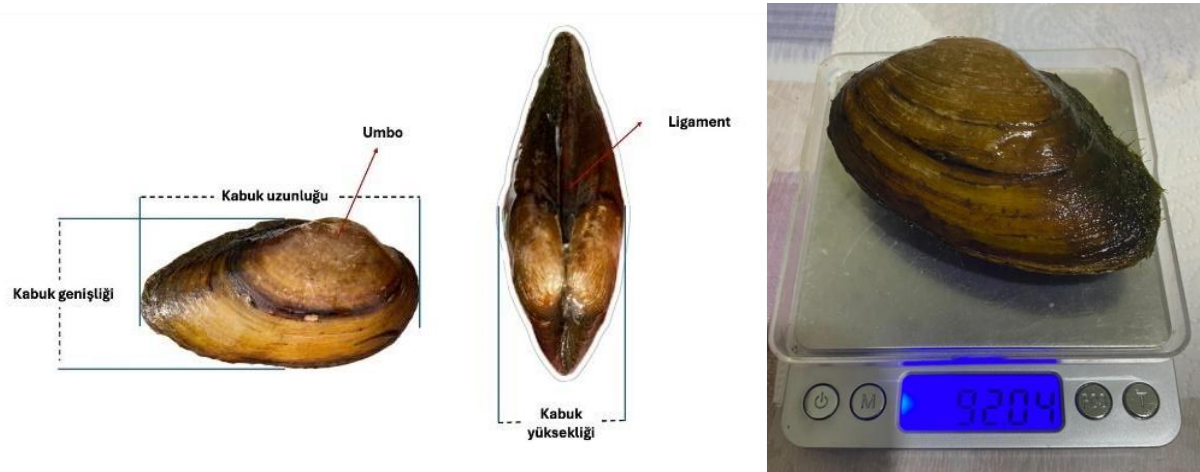 Umbo
Ligament
Kabuk uzunluğu
Kabuk genişliği
Kabuk
yüksekliği
92.04
M
T